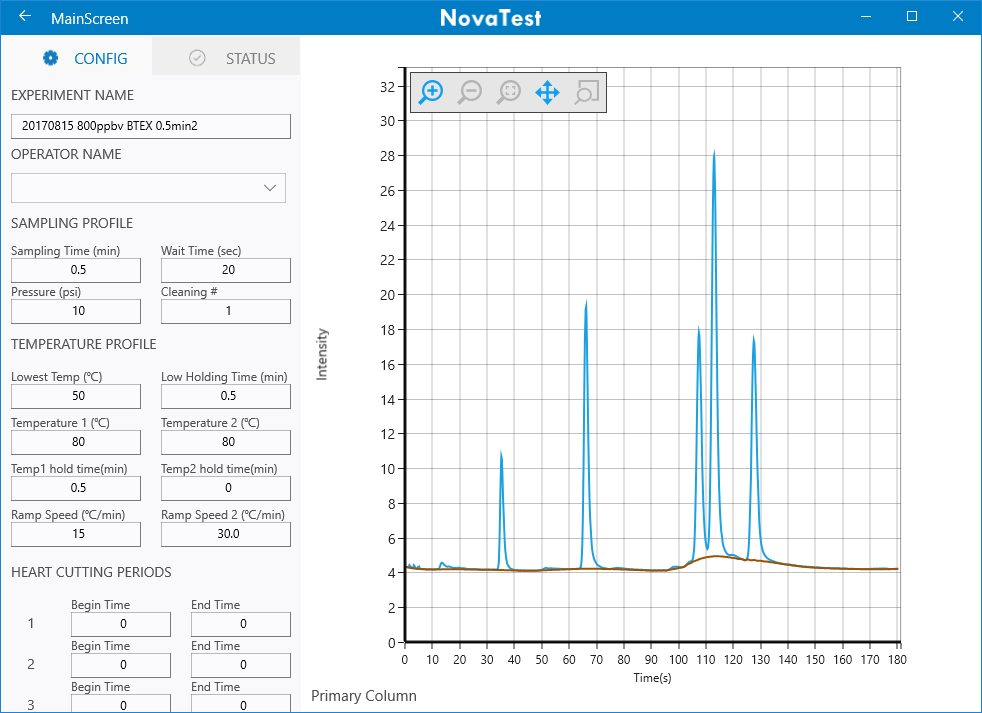 MainScreen
NovaTest
CONFIG
STATUS
EXPERIMENT NAME
20170815 800ppbv BTEX 0.5min2
OPERATOR NAME
SAMPLING PROFILE
Sampling Time (min) Wait Time (sec)
0.5 20
Pressure (psi) Cleaning #
10 1
TEMPERATURE PROFILE
Lowest Temp (℃) Low Holding Time (min)
50 0.5
Temperature 1 (℃) Temperature 2 (℃)
80 80
Temp1 hold time(min) Temp2 hold time(min)
0.5 0
Ramp Speed (℃/min) Ramp Speed 2 (℃/min)
15 30.0
HEART CUTTING PERIODS
Begin Time End Time
1 0 0
Begin Time End Time
2 0 0
Begin Time End Time
3 0 0
Intensity
32
30
28
26
24
22
20
18
16
14
12
10
8
6
4
2
0
0 10 20 30 40 50 60 70 80 90 100 110 120 130 140 150 160 170 180
Time(s)
Primary Column